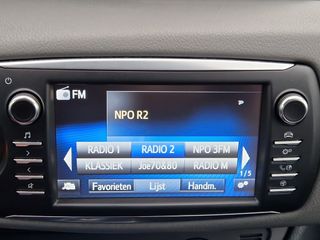 FM
NPO R2
RADIO 1 RADIO 2 NPO 3FM
KLASSIEK Joe70&80 RADIO M
1/5
Favorieten Lijst Handm.